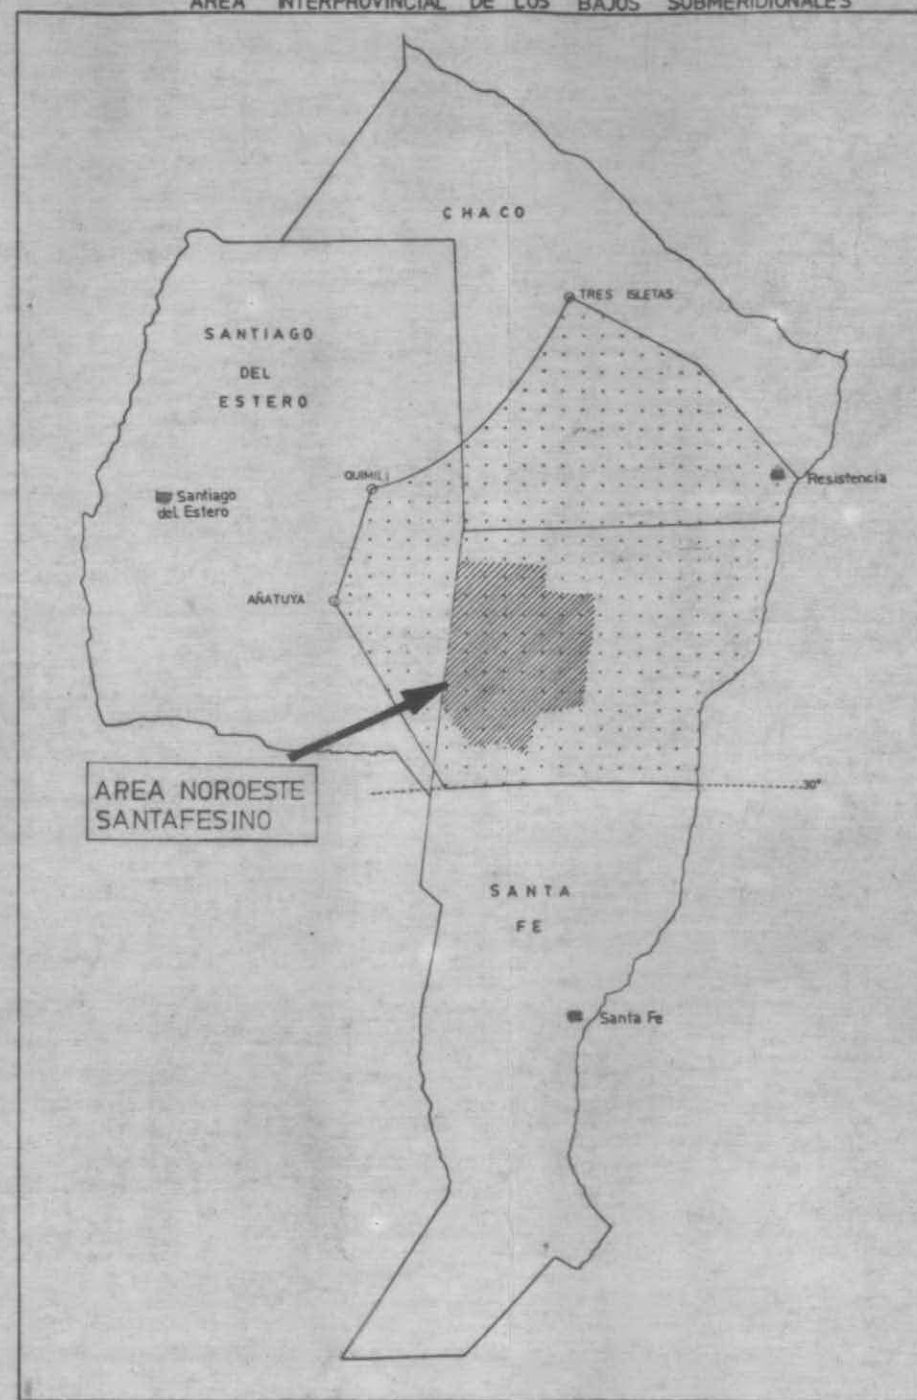 AREA INTERPROVINCIAL DE LOS BAJOS SUBMERIDIONALES
CHACO
TRES ISLETAS
SANTIAGO
DEL
ESTERO
QUIMILI
Resistencia
Santiago
del Estero
AÑATUYA
AREA NOROESTE
SANTAFESINO
30°
SANTA
FE
Santa Fe